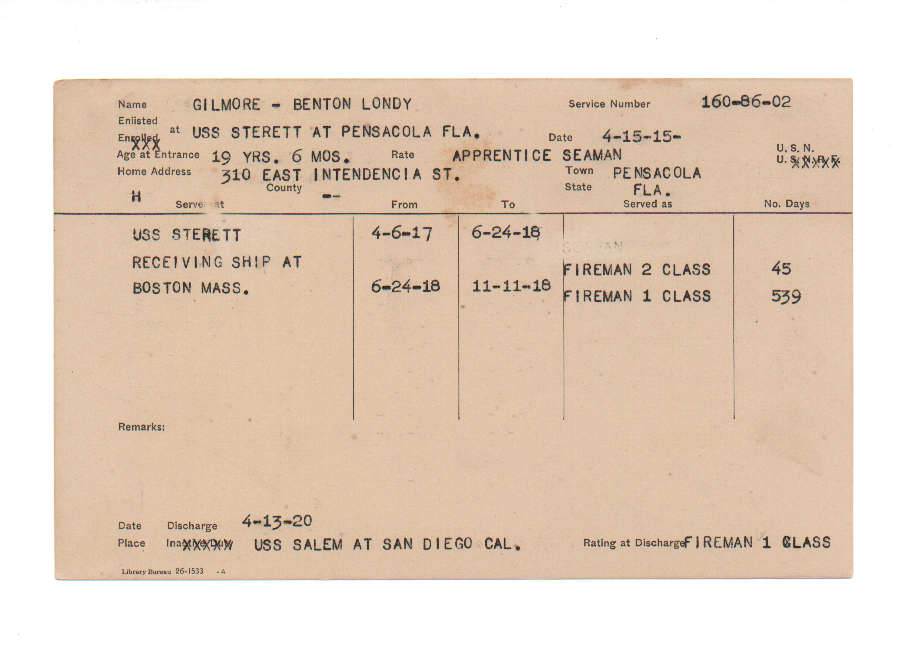 Name GILMORE - BENTON LONDY Service Number 160-86-02
Enlisted
Enrolled at USS STERETT AT PENSACOLA FLA. Date 4-15-15-
Age at Entrance 19 YRS. 6 MOS. Rate APPRENTICE SEAMAN U. S. N.
U. S. N. R. F.
Home Address 310 EAST INTENDENCIA ST. Town PENSACOLA
H County -- State FLA.
Served at From To Served as No. Days
USS STERETT 4-6-17 6-24-18 SEAMAN
RECEIVING SHIP AT FIREMAN 2 CLASS 45
BOSTON MASS. 6-24-18 11-11-18 FIREMAN 1 CLASS 539
Remarks:
Date Discharge 4-13-20
Place Inactive Duty USS SALEM AT SAN DIEGO CAL. Rating at Discharge FIREMAN 1 CLASS
Library Bureau 26-1533 -A